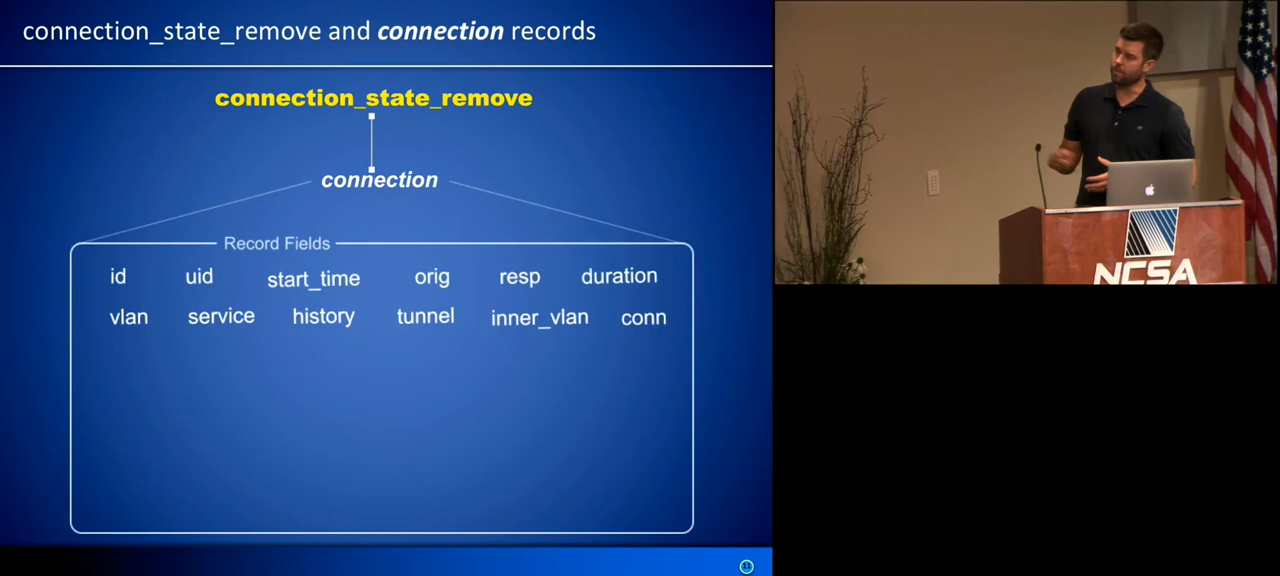 connection_state_remove and connection records
connection_state_remove
connection
Record Fields
id uid start_time orig resp duration
vlan service history tunnel inner_vlan conn
NCSA